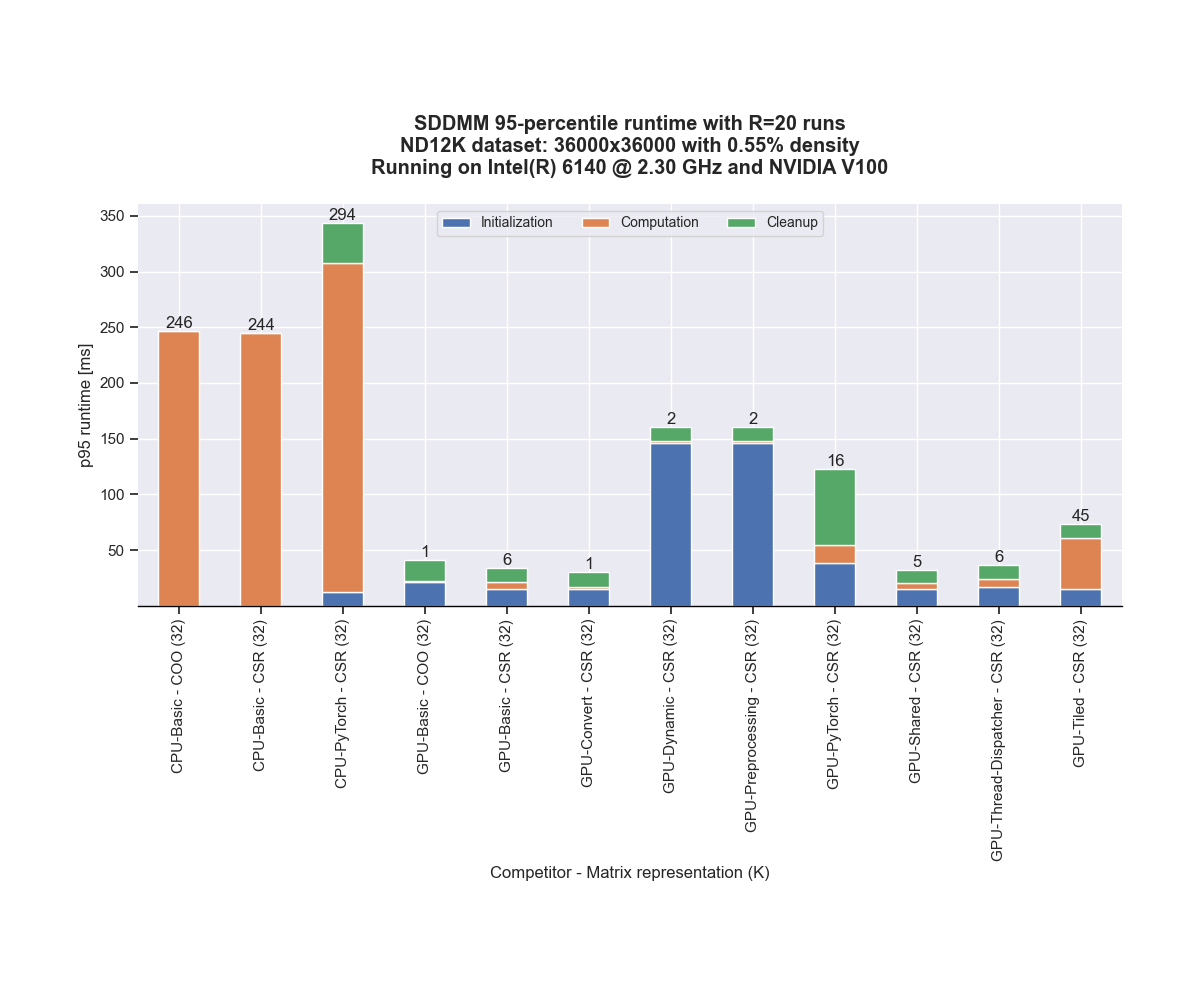 SDDMM 95-percentile runtime with R=20 runs
ND12K dataset: 36000x36000 with 0.55% density
Running on Intel(R) 6140 @ 2.30 GHz and NVIDIA V100
Initialization Computation Cleanup
p95 runtime [ms]
350
300
250
200
150
100
50
246
244
294
1
6
1
2
2
16
5
6
45
CPU-Basic - COO (32)
CPU-Basic - CSR (32)
CPU-PyTorch - CSR (32)
GPU-Basic - COO (32)
GPU-Basic - CSR (32)
GPU-Convert - CSR (32)
GPU-Dynamic - CSR (32)
GPU-Preprocessing - CSR (32)
GPU-PyTorch - CSR (32)
GPU-Shared - CSR (32)
GPU-Thread-Dispatcher - CSR (32)
GPU-Tiled - CSR (32)
Competitor - Matrix representation (K)